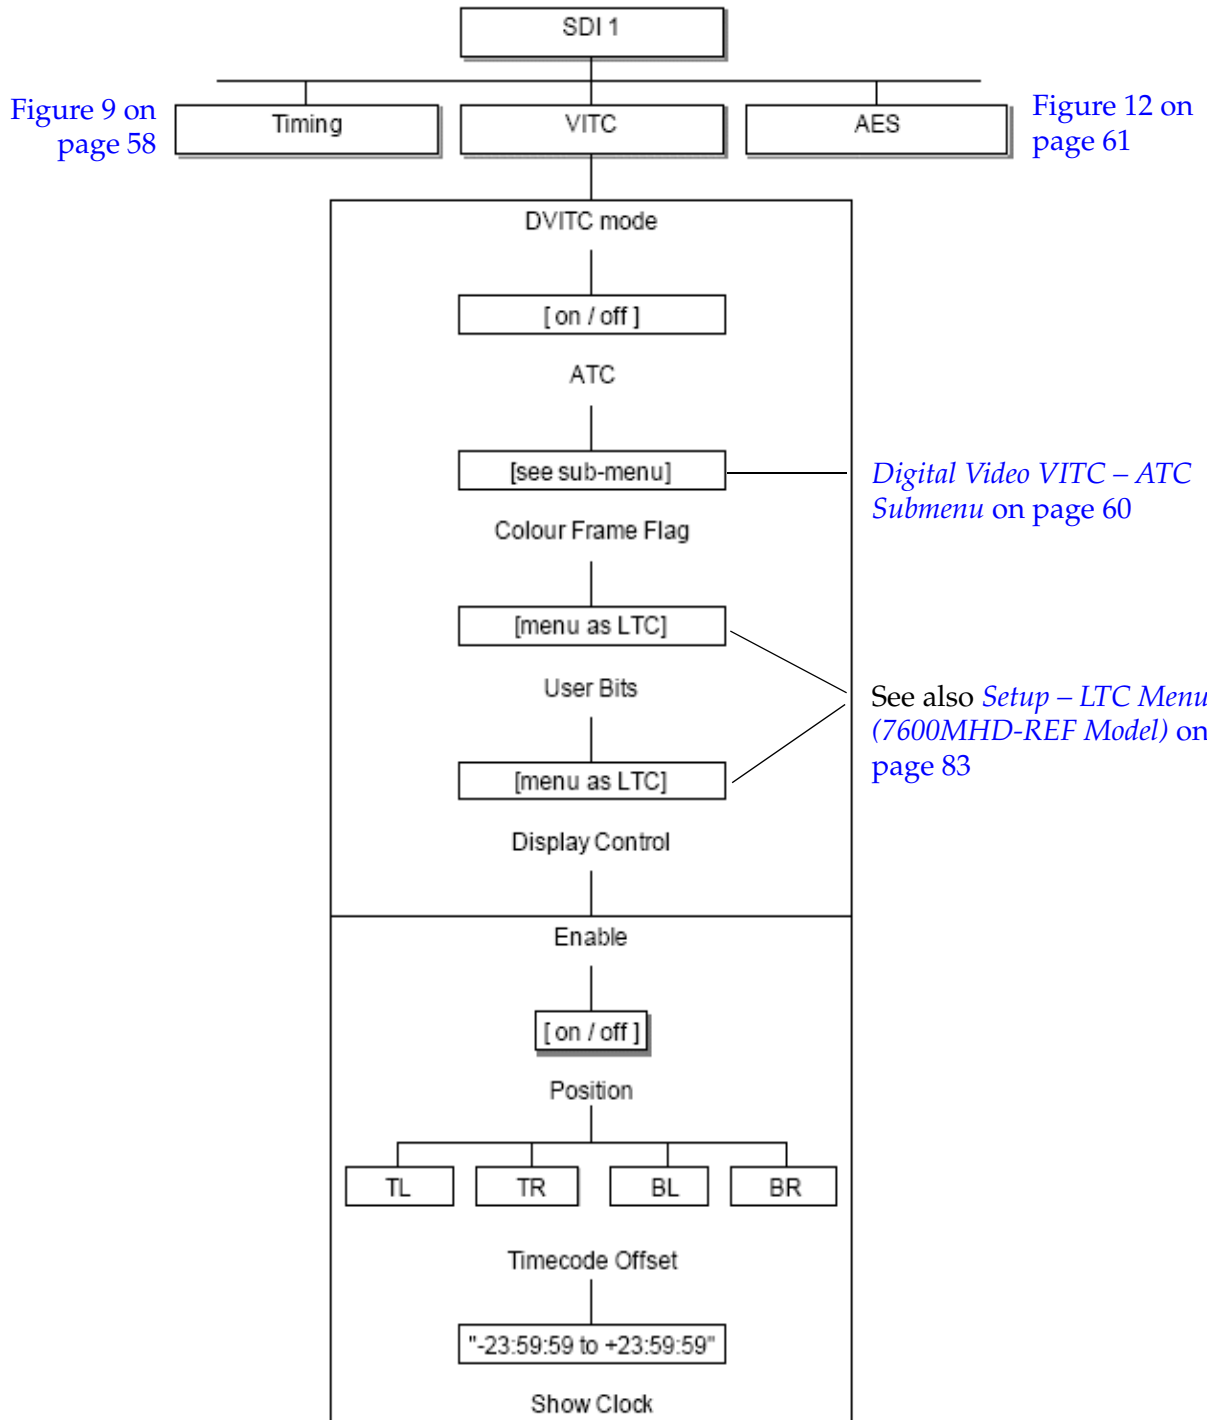 SDI 1
Figure 9 on
page 58
Timing
VITC
AES
Figure 12 on
page 61
DVITC mode
[ on / off ]
ATC
[see sub-menu]
Digital Video VITC – ATC
Submenu on page 60
Colour Frame Flag
[menu as LTC]
User Bits
See also Setup – LTC Menu
(7600MHD-REF Model) on
page 83
[menu as LTC]
Display Control
Enable
[ on / off ]
Position
TL
TR
BL
BR
Timecode Offset
"-23:59:59 to +23:59:59"
Show Clock